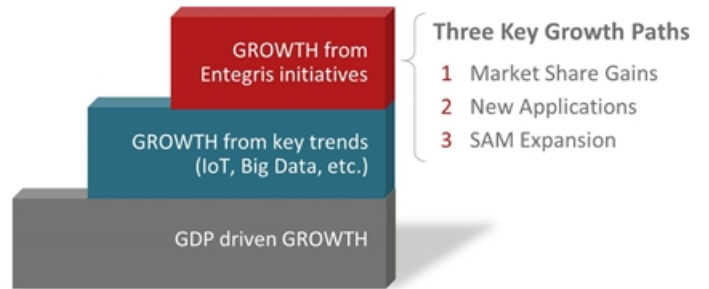 GROWTH from
Entegris initiatives
GROWTH from key trends
(IoT, Big Data, etc.)
GDP driven GROWTH
Three Key Growth Paths
1 Market Share Gains
2 New Applications
3 SAM Expansion